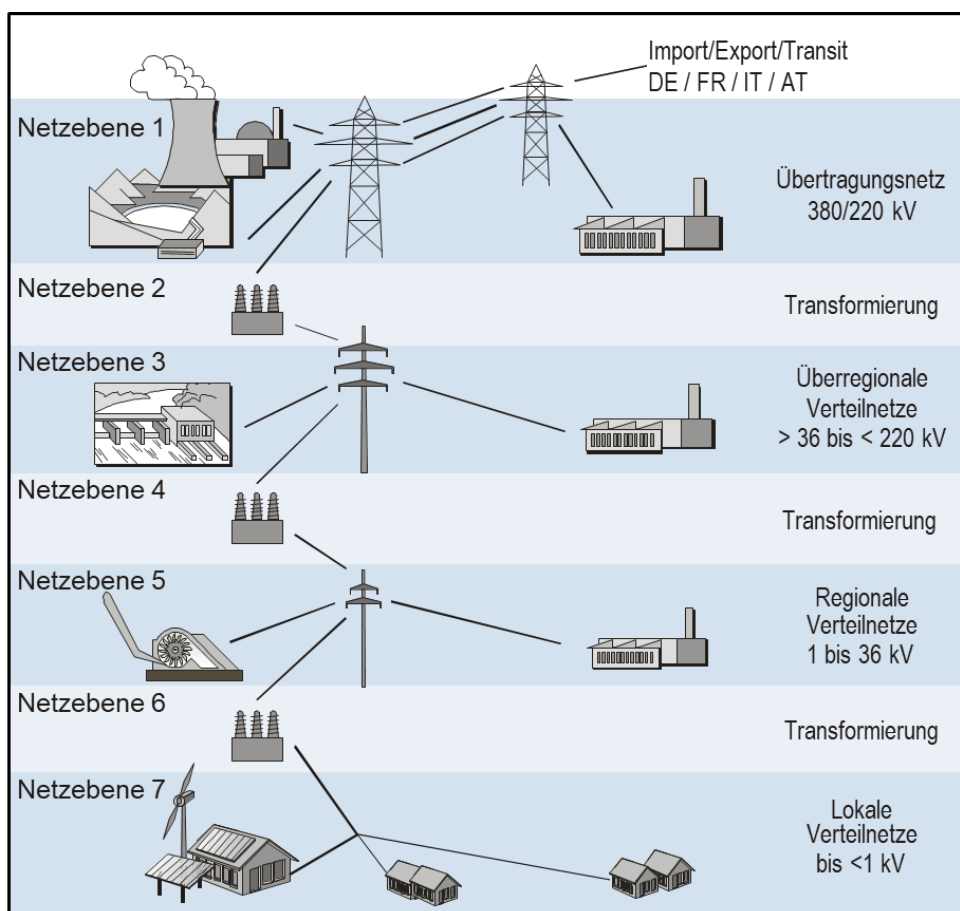 Import/Export/Transit
DE / FR / IT / AT
Netzebene 1
Übertragungsnetz
380/220 kV
Netzebene 2
Transformierung
Netzebene 3
Überregionale
Verteilnetze
> 36 bis < 220 kV
Netzebene 4
Transformierung
Netzebene 5
Regionale
Verteilnetze
1 bis 36 kV
Netzebene 6
Transformierung
Netzebene 7
Lokale
Verteilnetze
bis <1 kV